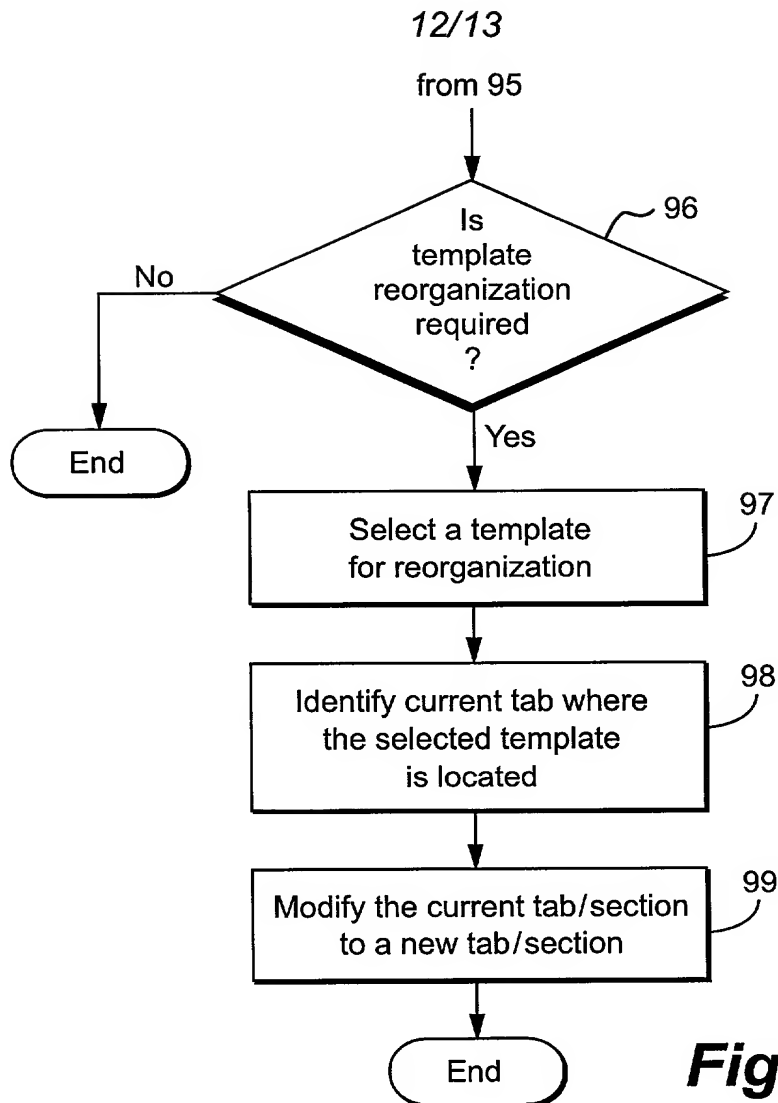 12/13
from 95
Is
template
reorganization
required
?
96
No
End
Yes
Select a template
for reorganization
97
Identify current tab where
the selected template
is located
98
Modify the current tab/section
to a new tab/section
99
End
Fig